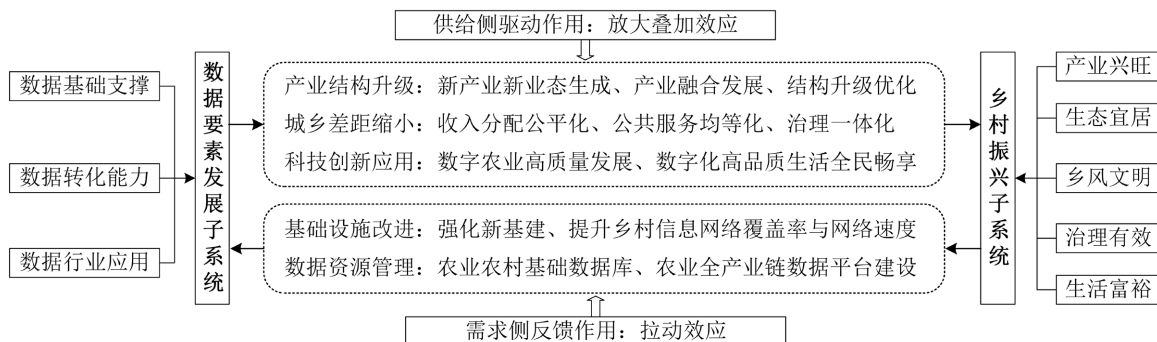 供给侧驱动作用：放大叠加效应
数据基础支撑
数据转化能力
数据行业应用
数据要素发展子系统
产业结构升级：新产业新业态生成、产业融合发展、结构升级优化
城乡差距缩小：收入分配公平化、公共服务均等化、治理一体化
科技创新应用：数字农业高质量发展、数字化高品质生活全民畅享
基础设施改进：强化新基建、提升乡村信息网络覆盖率与网络速度
数据资源管理：农业农村基础数据库、农业全产业链数据平台建设
乡村振兴子系统
产业兴旺
生态宜居
乡风文明
治理有效
生活富裕
需求侧反馈作用：拉动效应